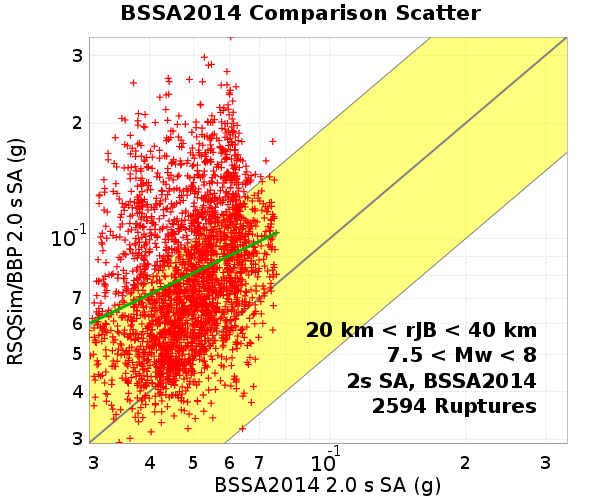 BSSA2014 Comparison Scatter
3
2
10-1
7
6
5
4
3
RSQSim/BBP 2.0 s SA (g)
20 km < rJB < 40 km
7.5 < Mw < 8
2s SA, BSSA2014
2594 Ruptures
3 4 5 6 7 10-1 2 3
BSSA2014 2.0 s SA (g)